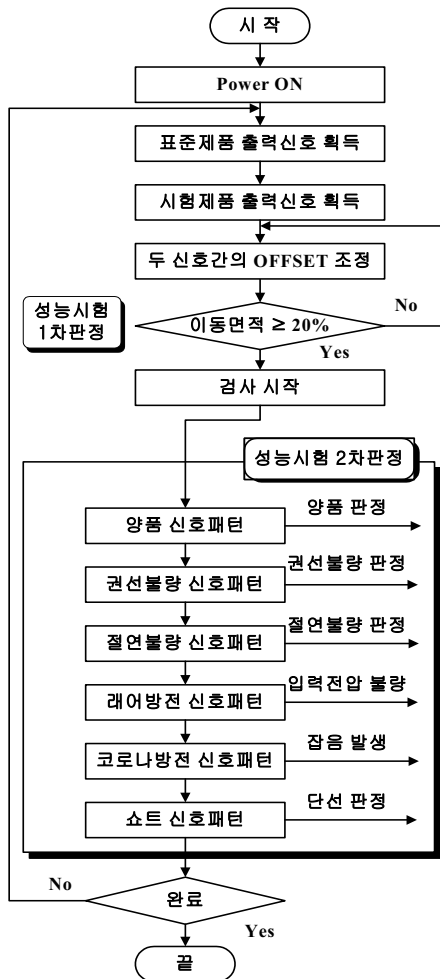 시 작
Power ON
표준제품 출력신호 획득
시험제품 출력신호 획득
두 신호간의 OFFSET 조정
성능시험
1차판정
이동면적 ≥ 20%
No
Yes
검사 시작
성능시험 2차판정
양품 신호패턴
양품 판정
권선불량 신호패턴
권선불량 판정
절연불량 신호패턴
절연불량 판정
래어방전 신호패턴
입력전압 불량
코로나방전 신호패턴
잡음 발생
쇼트 신호패턴
단선 판정
No
완료
Yes
끝